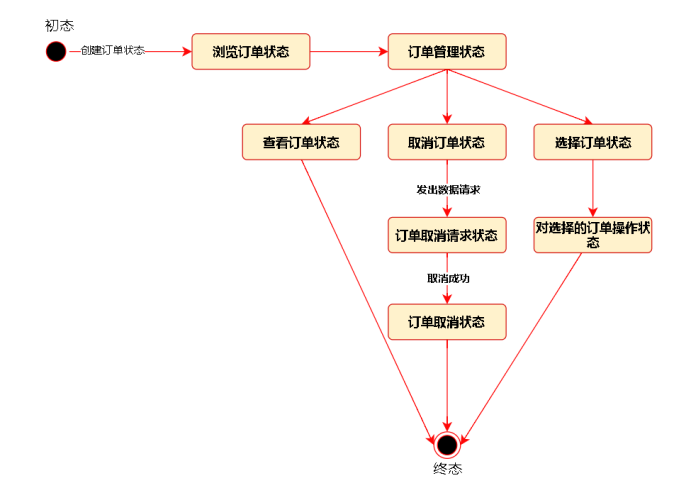 初态
创建订单状态
浏览订单状态
订单管理状态
查看订单状态
取消订单状态
选择订单状态
发出数据请求
订单取消请求状态
对选择的订单操作状
态
取消成功
订单取消状态
终态